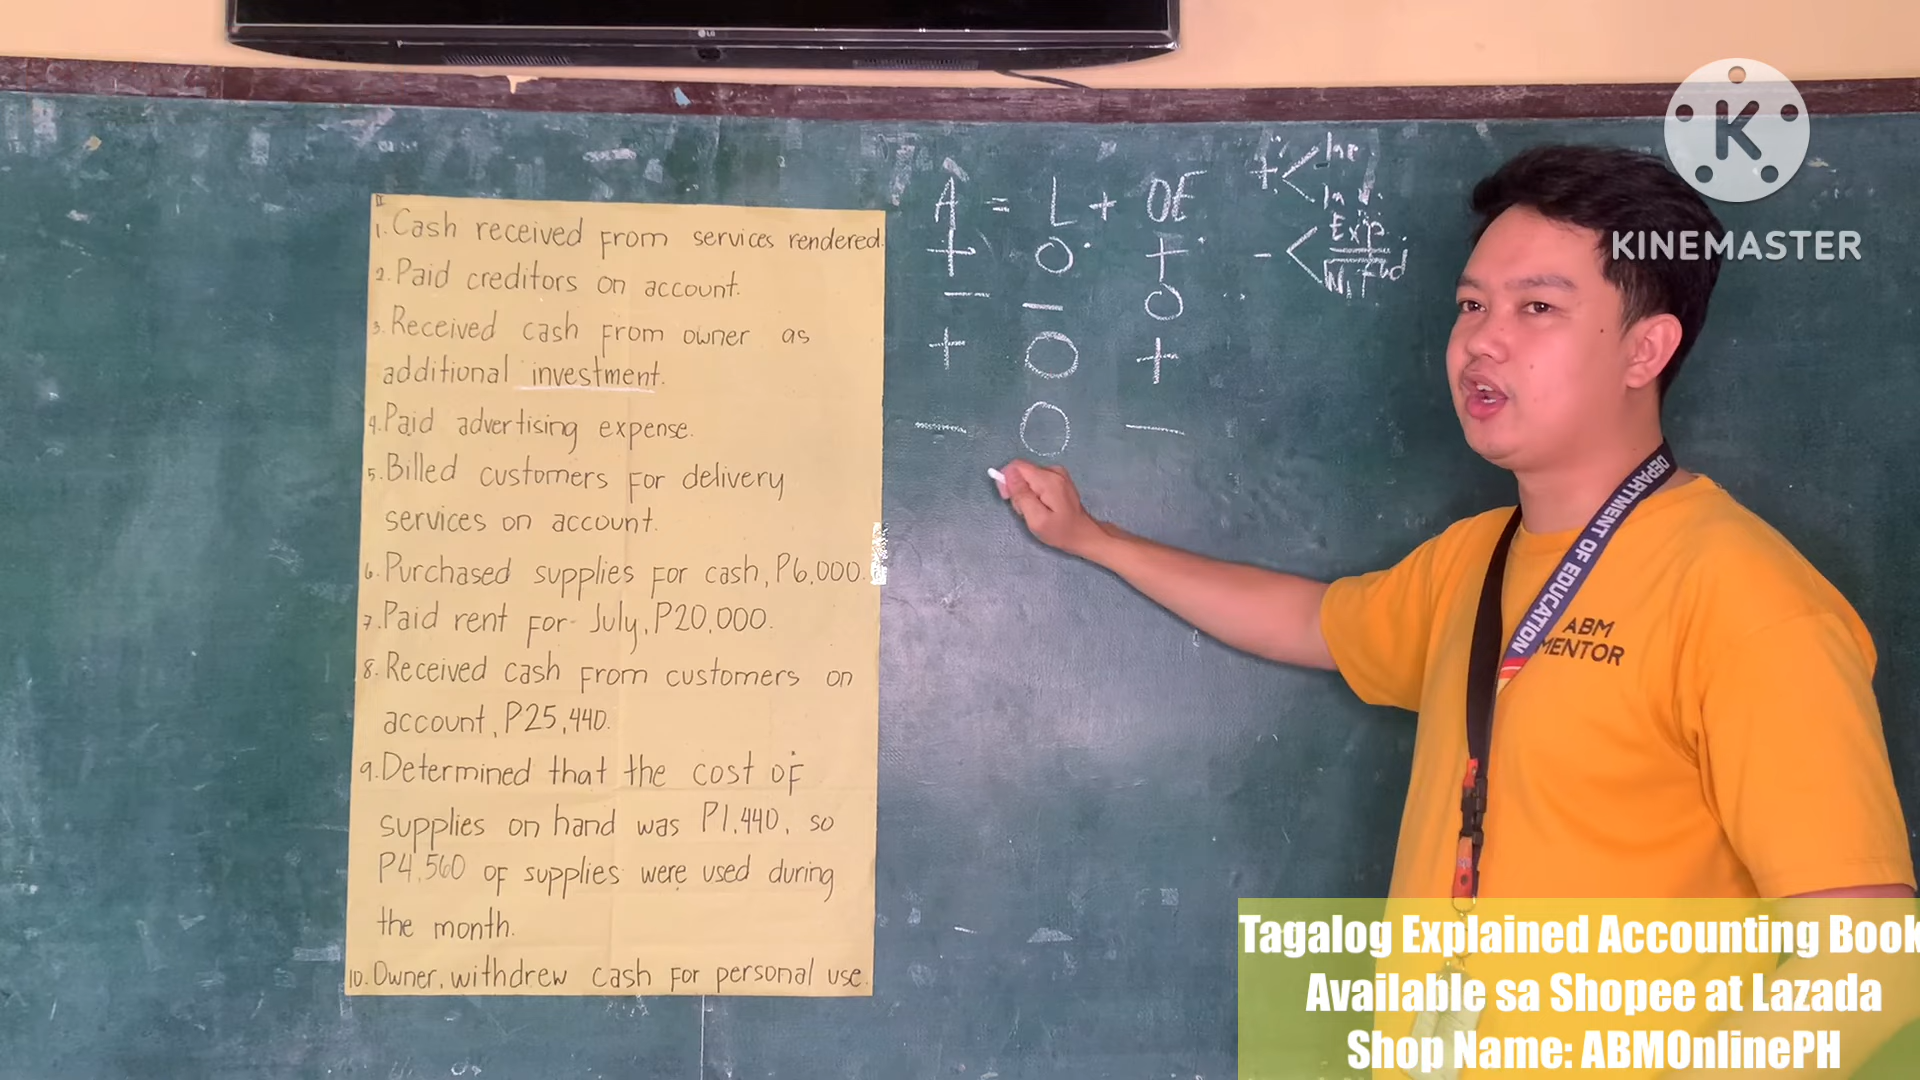 LG
II
1. Cash received from services rendered.
2. Paid creditors on account.
3. Received cash from owner as
additional investment.
4. Paid advertising expense.
5. Billed customers for delivery
services on account.
6. Purchased supplies for cash, P6,000.
7. Paid rent for July, P20,000.
8. Received cash from customers on
account, P25,440.
9. Determined that the cost of
supplies on hand was P1,440, so
P4,560 of supplies were used during
the month.
10. Owner, withdrew cash for personal use.
A = L + OE
+ O +
− − O
+ O +
− O −
+ <
− < Exp.
K
KINEMASTER
DEPARTMENT OF EDUCATION
ABM
MENTOR
Tagalog Explained Accounting Book
Available sa Shopee at Lazada
Shop Name: ABMOnlinePH